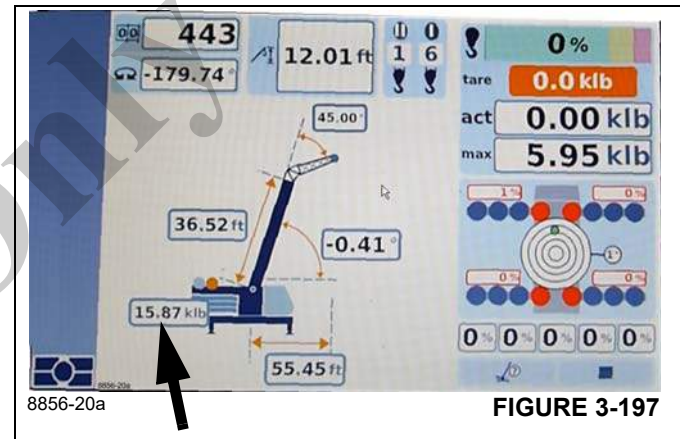 443
-179.74°
12.01 ft
0
1 6
0 %
tare 0.0 klb
act 0.00 klb
max 5.95 klb
45.00°
36.52 ft
-0.41°
15.87 klb
55.45 ft
1 % 0 %
1°
0 % 0 %
0 % 0 % 0 % 0 % 0 %
8856-20a
8856-20a
FIGURE 3-197
only